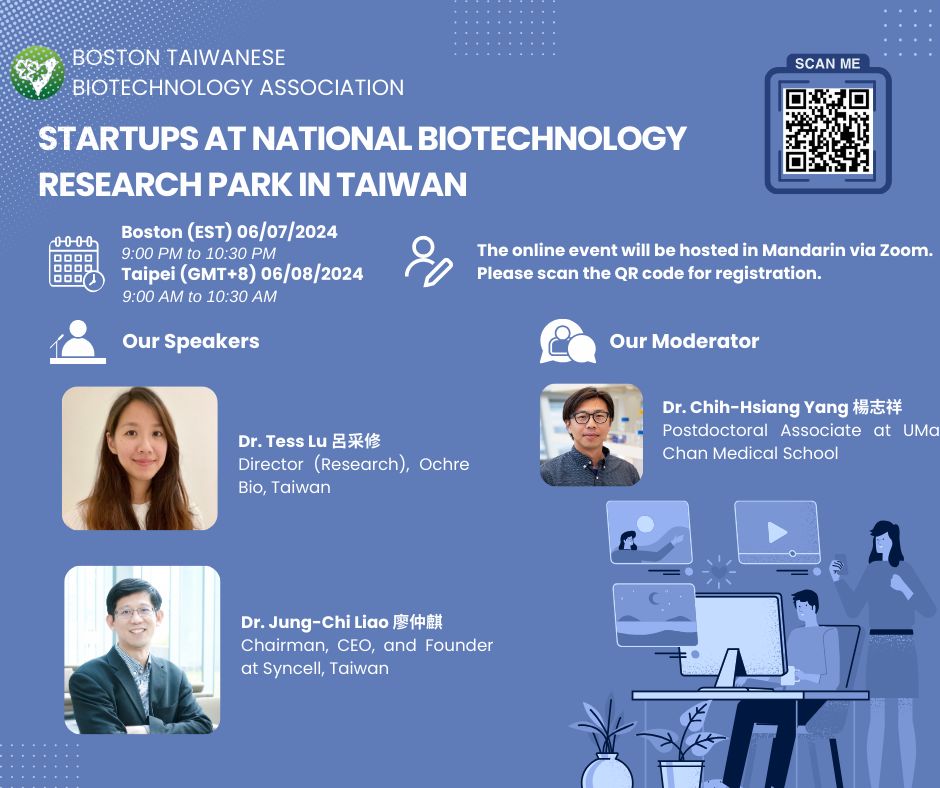 BOSTON TAIWANESE
BIOTECHNOLOGY ASSOCIATION
SCAN ME
STARTUPS AT NATIONAL BIOTECHNOLOGY
RESEARCH PARK IN TAIWAN
Boston (EST) 06/07/2024
9:00 PM to 10:30 PM
Taipei (GMT+8) 06/08/2024
9:00 AM to 10:30 AM
The online event will be hosted in Mandarin via Zoom.
Please scan the QR code for registration.
Our Speakers
Dr. Tess Lu 呂采修
Director (Research), Ochre
Bio, Taiwan
Dr. Jung-Chi Liao 廖仲麒
Chairman, CEO, and Founder
at Syncell, Taiwan
Our Moderator
Dr. Chih-Hsiang Yang 楊志祥
Postdoctoral Associate at UMa
Chan Medical School